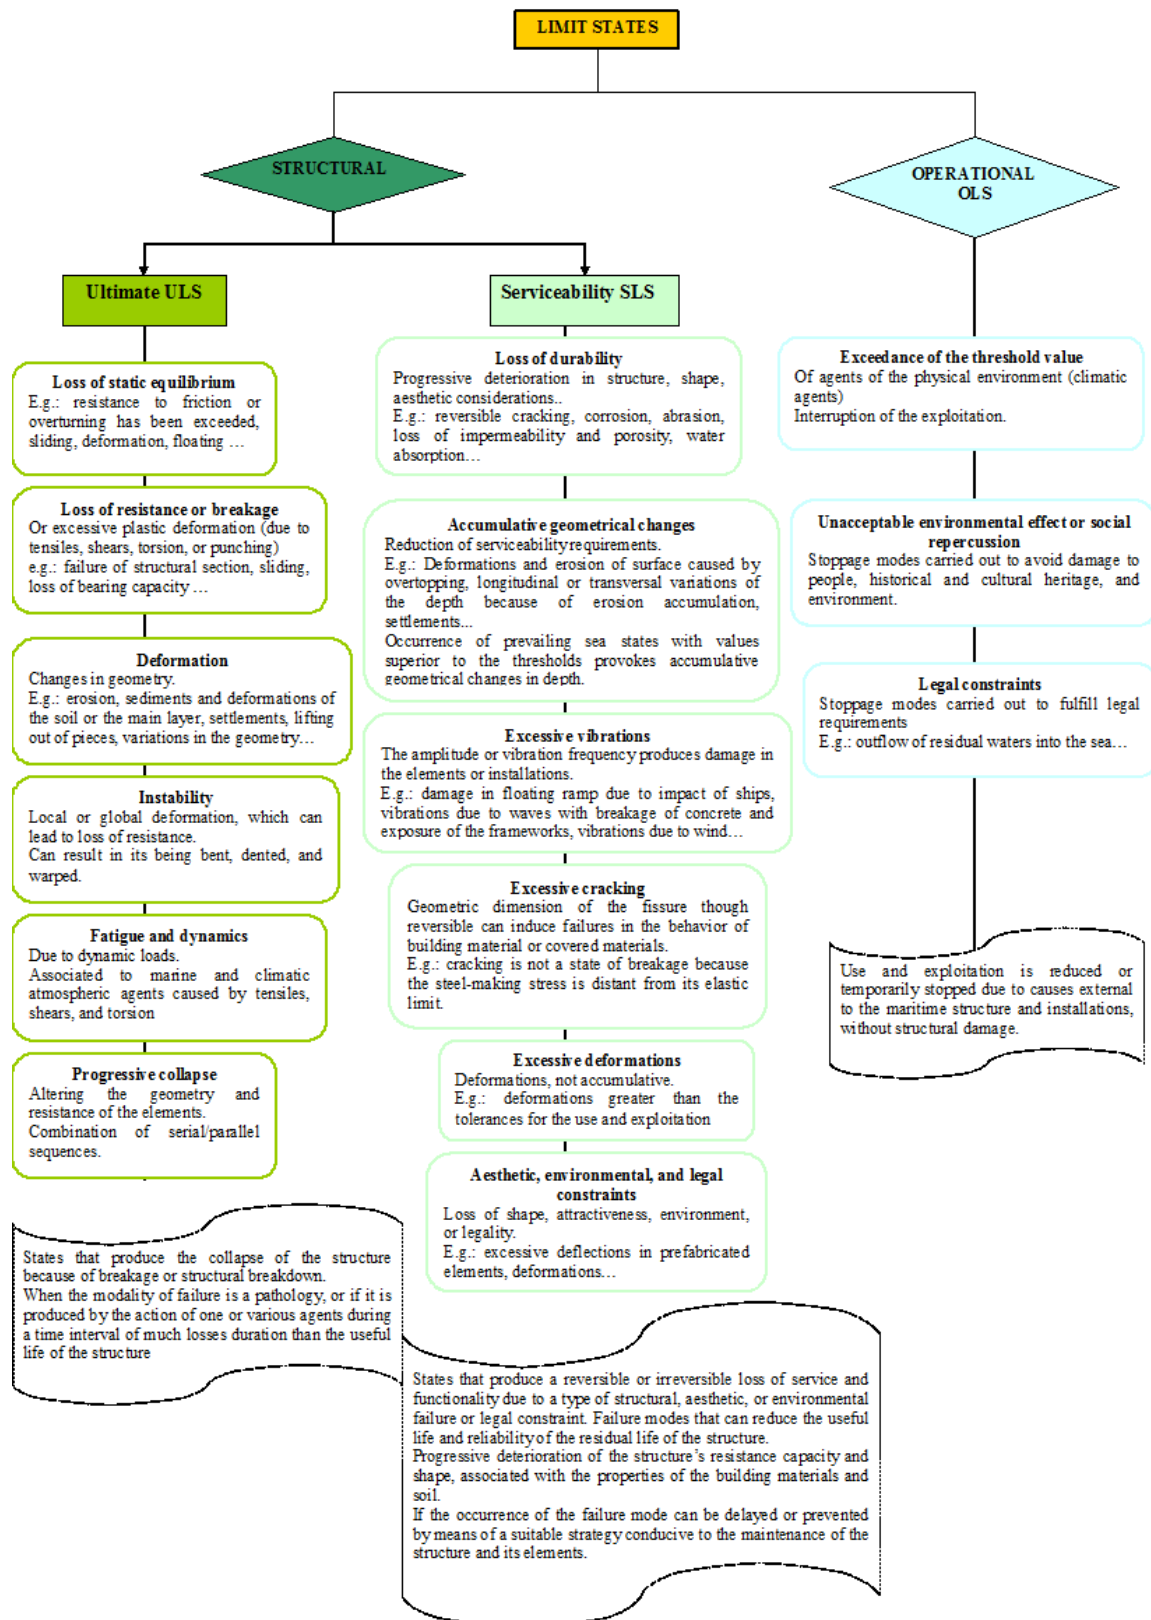 LIMIT STATES
STRUCTURAL
OPERATIONAL
OLS
Ultimate ULS
Loss of static equilibrium
E.g.: resistance to friction or
overturning has been exceeded,
sliding, deformation, floating …
Loss of resistance or breakage
Or excessive plastic deformation (due to
tensiles, shears, torsion, or punching)
e.g.: failure of structural section, sliding,
loss of bearing capacity …
Deformation
Changes in geometry.
E.g.: erosion, sediments and deformations of
the soil or the main layer, settlements, lifting
out of pieces, variations in the geometry…
Instability
Local or global deformation, which can
lead to loss of resistance.
Can result in its being bent, dented, and
warped.
Fatigue and dynamics
Due to dynamic loads.
Associated to marine and climatic
atmospheric agents caused by tensiles,
shears, and torsion
Progressive collapse
Altering the geometry and
resistance of the elements.
Combination of serial/parallel
sequences.
States that produce the collapse of the structure
because of breakage or structural breakdown.
When the modality of failure is a pathology, or if it is
produced by the action of one or various agents during
a time interval of much losses duration than the useful
life of the structure
Serviceability SLS
Loss of durability
Progressive deterioration in structure, shape,
aesthetic considerations..
E.g.: reversible cracking, corrosion, abrasion,
loss of impermeability and porosity, water
absorption…
Accumulative geometrical changes
Reduction of serviceability requirements.
E.g.: Deformations and erosion of surface caused by
overtopping, longitudinal or transversal variations of
the depth because of erosion accumulation,
settlements...
Occurrence of prevailing sea states with values
superior to the thresholds provokes accumulative
geometrical changes in depth.
Excessive vibrations
The amplitude or vibration frequency produces damage in
the elements or installations.
E.g.: damage in floating ramp due to impact of ships,
vibrations due to waves with breakage of concrete and
exposure of the frameworks, vibrations due to wind…
Excessive cracking
Geometric dimension of the fissure though
reversible can induce failures in the behavior of
building material or covered materials.
E.g.: cracking is not a state of breakage because
the steel-making stress is distant from its elastic
limit.
Excessive deformations
Deformations, not accumulative.
E.g.: deformations greater than the
tolerances for the use and exploitation
Aesthetic, environmental, and legal
constraints
Loss of shape, attractiveness, environment,
or legality.
E.g.: excessive deflections in prefabricated
elements, deformations…
States that produce a reversible or irreversible loss of service and
functionality due to a type of structural, aesthetic, or environmental
failure or legal constraint. Failure modes that can reduce the useful
life and reliability of the residual life of the structure.
Progressive deterioration of the structure's resistance capacity and
shape, associated with the properties of the building materials and
soil.
If the occurrence of the failure mode can be delayed or prevented
by means of a suitable strategy conducive to the maintenance of the
structure and its elements.
Exceedance of the threshold value
Of agents of the physical environment (climatic
agents)
Interruption of the exploitation.
Unacceptable environmental effect or social
repercussion
Stoppage modes carried out to avoid damage to
people, historical and cultural heritage, and
environment.
Legal constraints
Stoppage modes carried out to fulfill legal
requirements
E.g.: outflow of residual waters into the sea…
Use and exploitation is reduced or
temporarily stopped due to causes external
to the maritime structure and installations,
without structural damage.